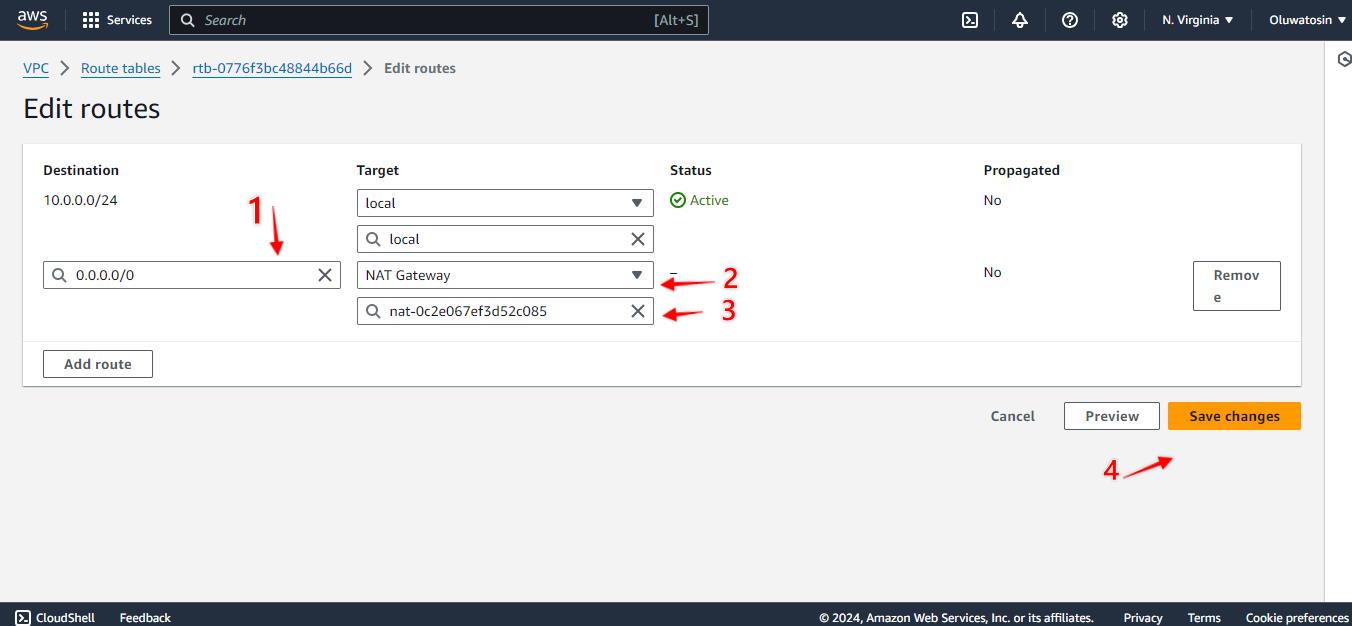 aws Services Search [Alt+S] N. Virginia Oluwatosin
VPC Route tables rtb-0776f3bc48844b66d Edit routes
Edit routes
Destination Target Status Propagated
10.0.0.0/24 local Active No
1
local
0.0.0.0/0 NAT Gateway – No Remov
e
2
nat-0c2e067ef3d52c085
3
Add route
Cancel Preview Save changes
4
CloudShell Feedback © 2024, Amazon Web Services, Inc. or its affiliates. Privacy Terms Cookie preferences